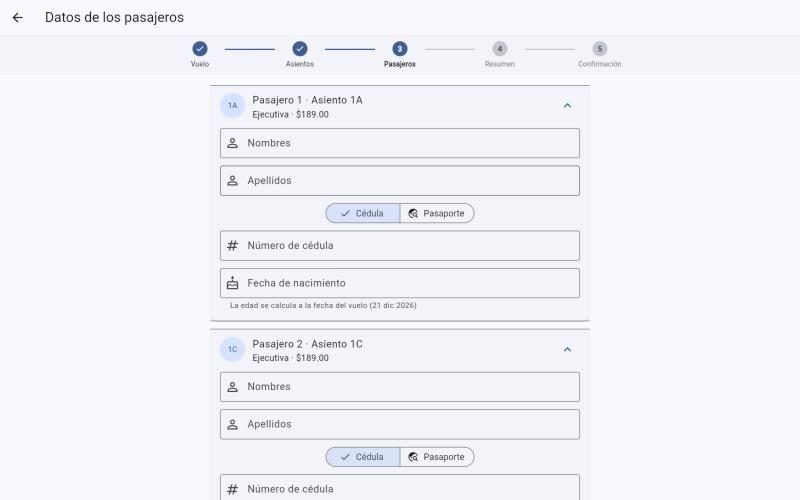 Datos de los pasajeros
Vuelo
Asientos
3
Pasajeros
4
Resumen
5
Confirmación
1A
Pasajero 1 · Asiento 1A
Ejecutiva · $189.00
Nombres
Apellidos
Cédula
Pasaporte
Número de cédula
Fecha de nacimiento
La edad se calcula a la fecha del vuelo (21 dic 2026)
1C
Pasajero 2 · Asiento 1C
Ejecutiva · $189.00
Nombres
Apellidos
Cédula
Pasaporte
Número de cédula